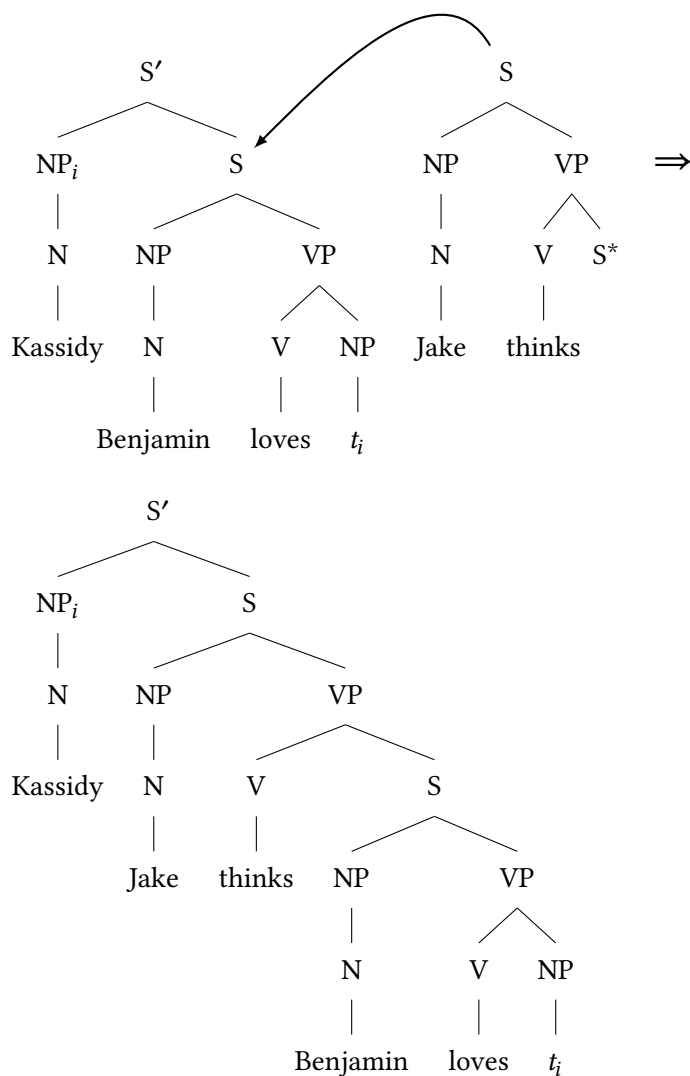 S′ S
NP_i S NP VP ⇒
N NP VP N V S*
Kassidy N V NP Jake thinks
Benjamin loves t_i
S′
NP_i S
N NP VP
Kassidy N V S
Jake thinks NP VP
N V NP
Benjamin loves t_i